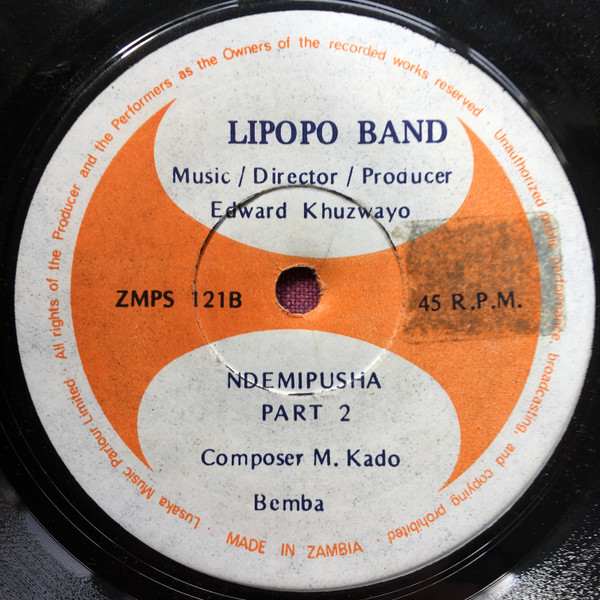 LIPOPO BAND
Music / Director / Producer
Edward Khuzwayo
ZMPS 121B
45 R.P.M.
NDEMIPUSHA
PART 2
Composer M. Kado
Bemba
Lusaka Music Parlour Limited · All rights of the Producer and the Performers as the Owners of the recorded works reserved · Unauthorized public performance, broadcasting, and copying prohibited ·
MADE IN ZAMBIA